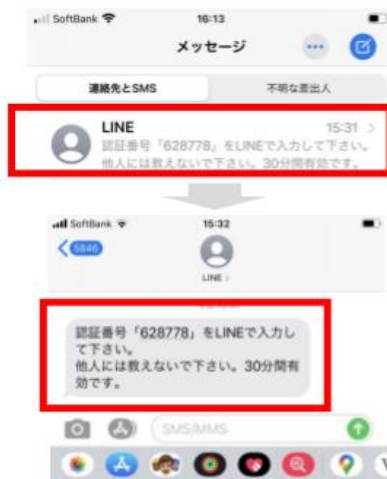 SoftBank
16:13
メッセージ
連絡先とSMS
不明な差出人
LINE
15:31
認証番号「628778」をLINEで入力して下さい。
他人には教えないで下さい。30分間有効です。
SoftBank
15:32
5846
LINE
認証番号「628778」をLINEで入力し
て下さい。
他人には教えないで下さい。30分間有
効です。
SMS/MMS